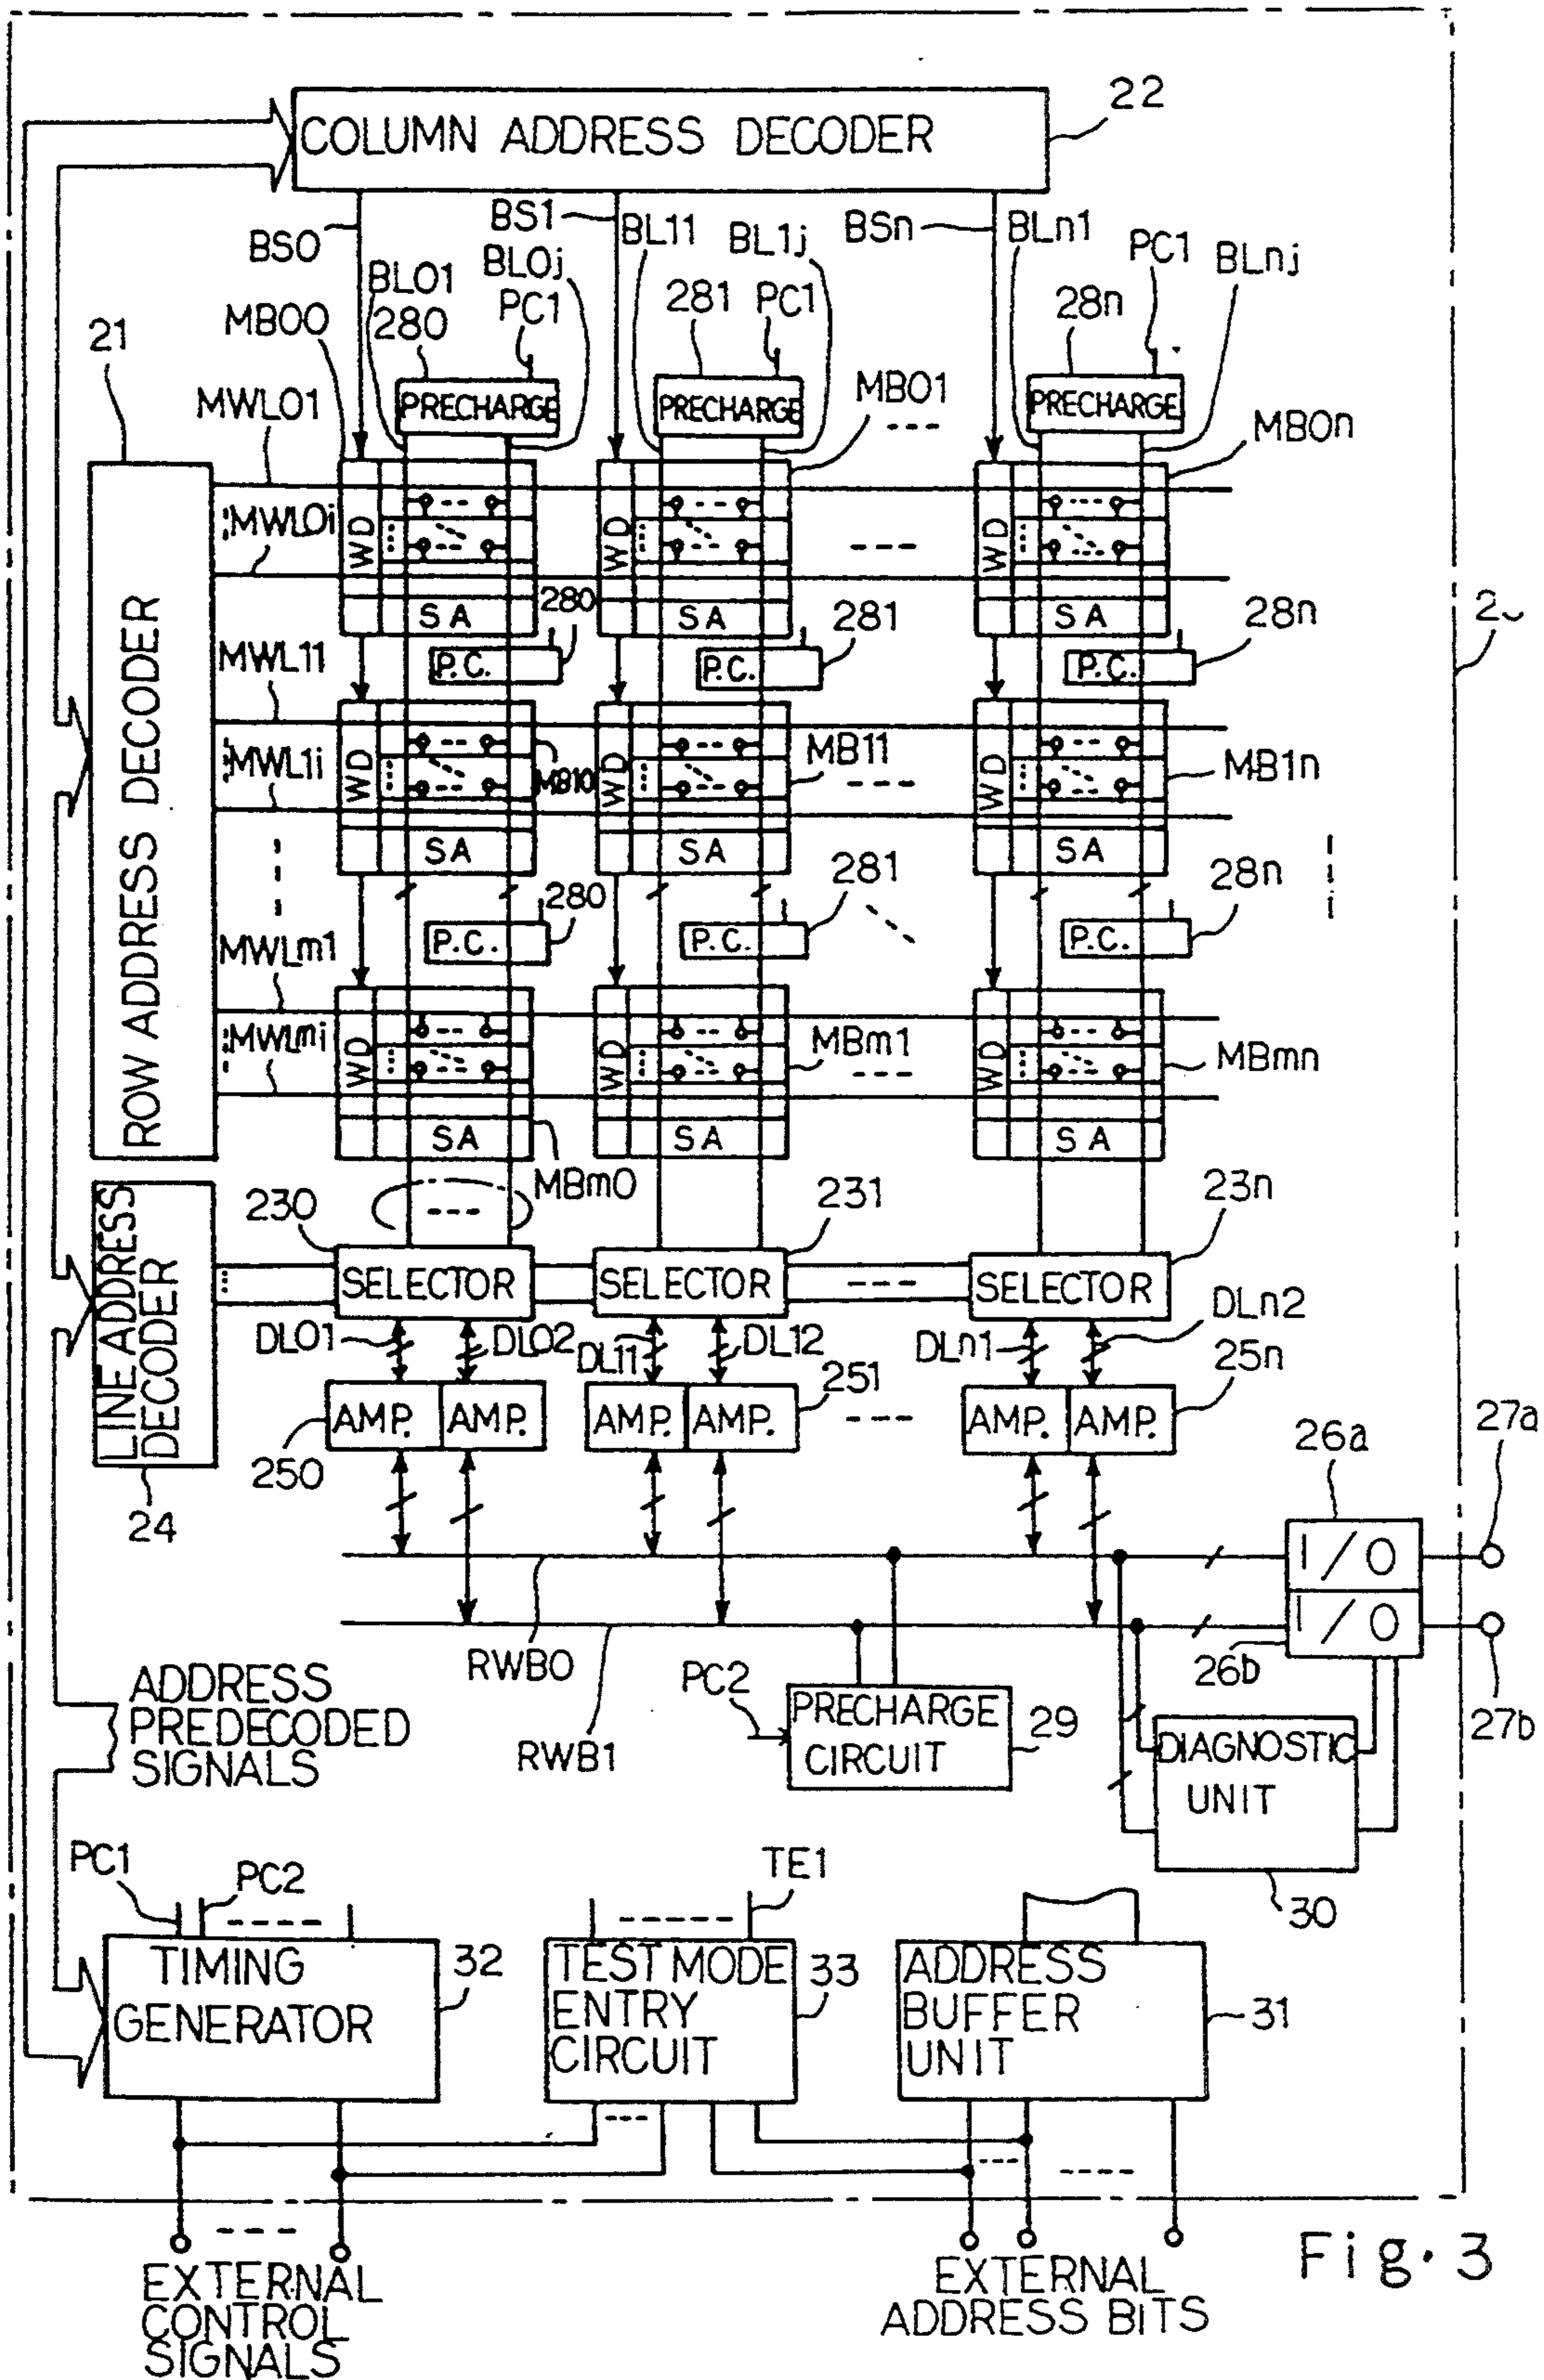 COLUMN ADDRESS DECODER
22
BS0
BS1
BL11
BL1j
BSn
BLn1
PC1
BLnj
BL01
BL0j
280
PC1
281
PC1
28n
21
MB00
MWL01
PRECHARGE
PRECHARGE
MB01
PRECHARGE
MB0n
MWL0i
WD
WD
WD
SA
280
SA
281
SA
28n
ROW ADDRESS DECODER
MWL11
P.C.
P.C.
P.C.
MWL1i
WD
MB10
WD
MB11
WD
MB1n
SA
SA
281
SA
28n
280
MWLm1
P.C.
P.C.
P.C.
MWLmi
WD
WD
MBm1
WD
MBmn
SA
SA
SA
MBm0
230
231
23n
LINE ADDRESS
DECODER
SELECTOR
SELECTOR
SELECTOR
DL01
DL02
DL11
DL12
DLn1
DLn2
AMP.
AMP.
AMP.
AMP.
251
AMP.
AMP.
25n
250
24
26a
27a
I/O
I/O
26b
27b
RWB0
RWB1
PC2
PRECHARGE
CIRCUIT
29
DIAGNOSTIC
UNIT
30
ADDRESS
PREDECODED
SIGNALS
PC1
PC2
TE1
TIMING
GENERATOR
32
TEST MODE
ENTRY
CIRCUIT
33
ADDRESS
BUFFER
UNIT
31
EXTERNAL
CONTROL
SIGNALS
EXTERNAL
ADDRESS BITS
Fig. 3